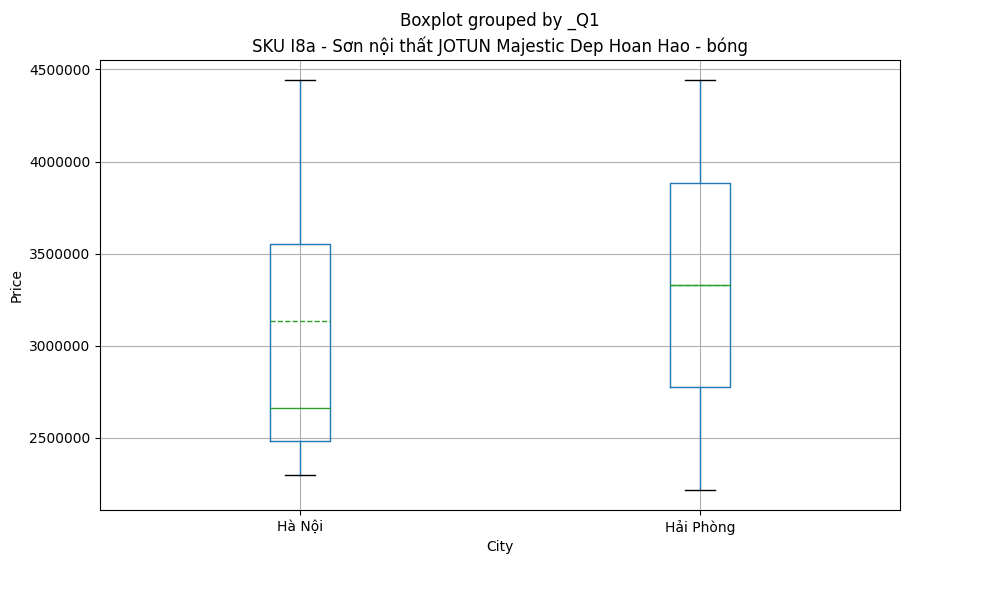 Boxplot grouped by _Q1
SKU I8a - Sơn nội thất JOTUN Majestic Dep Hoan Hao - bóng
4500000
4000000
3500000
3000000
2500000
Price
Hà Nội
Hải Phòng
City